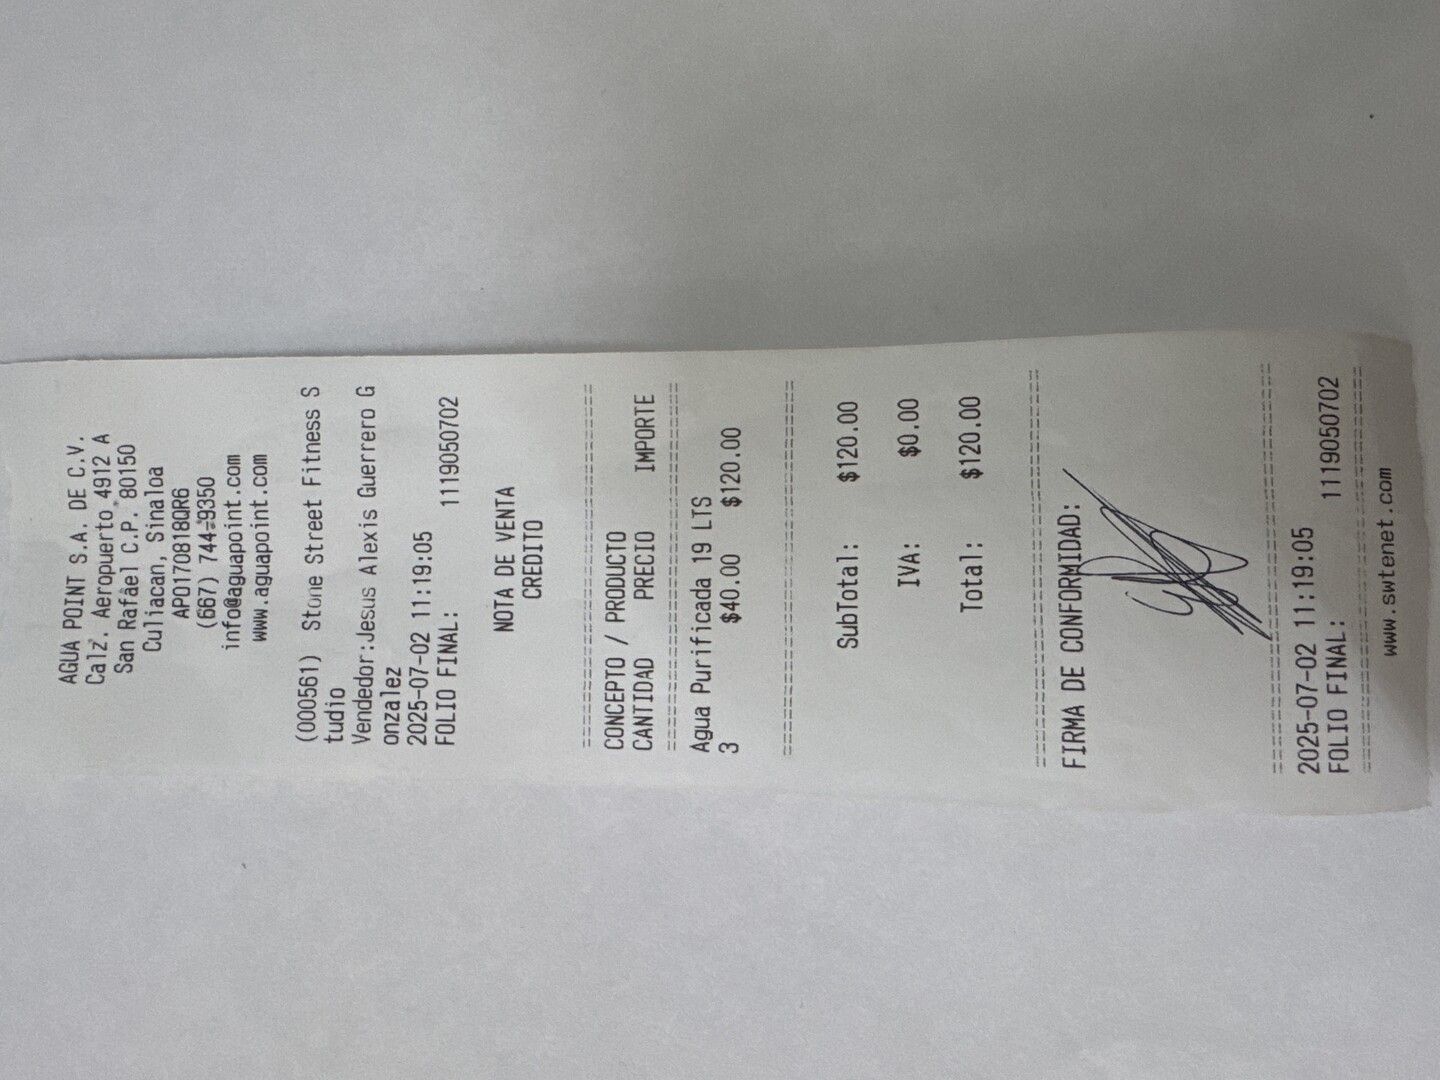 AGUA POINT S.A. DE C.V.
Calz. Aeropuerto 4912 A
San Rafael C.P. 80150
Culiacan, Sinaloa
APO170818QR6
(667) 744-9350
info@aguapoint.com
www.aguapoint.com
(000561) Stone Street Fitness S
tudio
Vendedor:Jesus Alexis Guerrero G
onzalez
2025-07-02 11:19:05
FOLIO FINAL: 1119050702
NOTA DE VENTA
CREDITO
================================
CONCEPTO / PRODUCTO
CANTIDAD PRECIO IMPORTE
================================
Agua Purificada 19 LTS
3 $40.00 $120.00
================================
SubTotal: $120.00
IVA: $0.00
Total: $120.00
================================
FIRMA DE CONFORMIDAD:
================================
2025-07-02 11:19:05
FOLIO FINAL: 1119050702
================================
www.swtenet.com